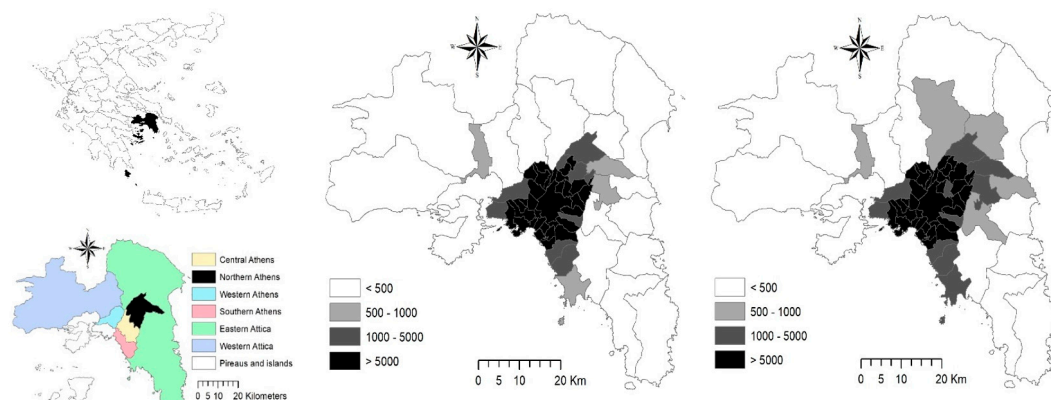 Central Athens
Northern Athens
Western Athens
Southern Athens
Eastern Attica
Western Attica
Pireaus and islands
0 5 10 20 Kilometers
N
W E
S
< 500
500 - 1000
1000 - 5000
> 5000
0 5 10 20 Km
N
W E
S
< 500
500 - 1000
1000 - 5000
> 5000
0 5 10 20 Km